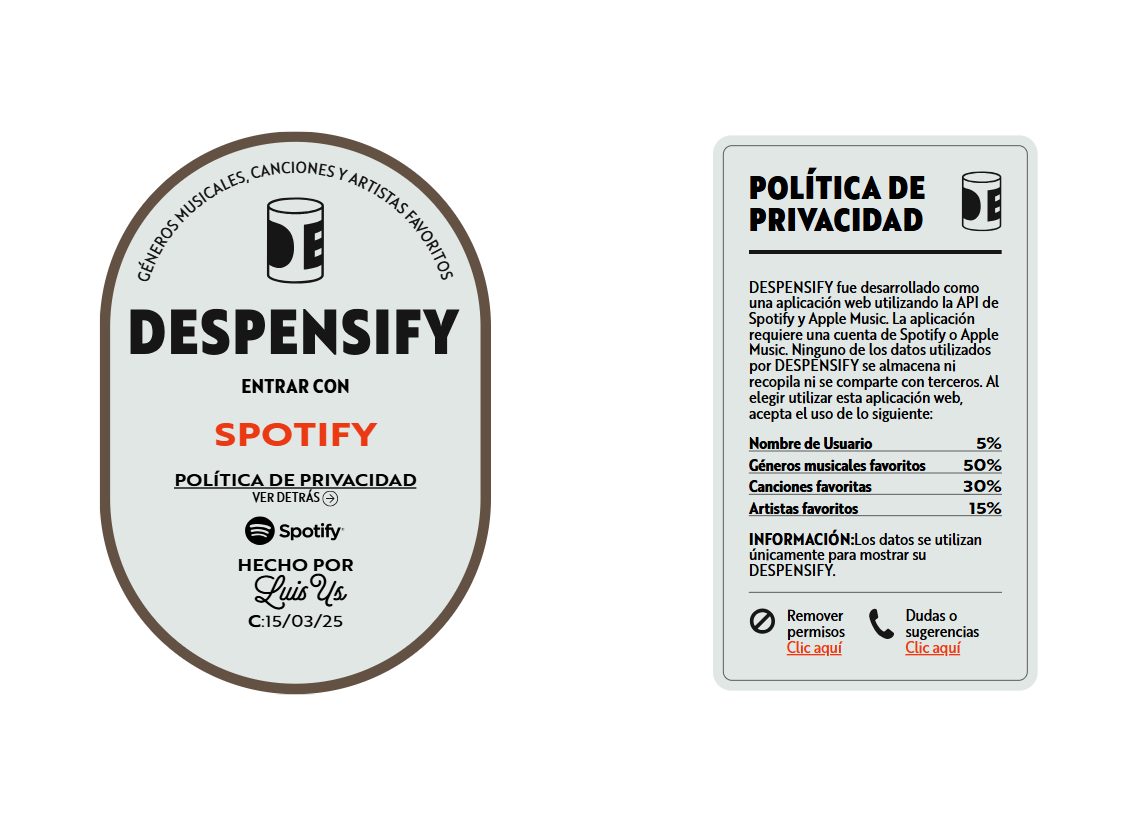 GÉNEROS MUSICALES, CANCIONES Y ARTISTAS FAVORITOS
DE
DESPENSIFY
ENTRAR CON
SPOTIFY
POLÍTICA DE PRIVACIDAD
VER DETRÁS
Spotify
HECHO POR
Luis Us
C:15/03/25
POLÍTICA DE
PRIVACIDAD
DE
DESPENSIFY fue desarrollado como
una aplicación web utilizando la API de
Spotify y Apple Music. La aplicación
requiere una cuenta de Spotify o Apple
Music. Ninguno de los datos utilizados
por DESPENSIFY se almacena ni
recopila ni se comparte con terceros. Al
elegir utilizar esta aplicación web,
acepta el uso de lo siguiente:
Nombre de Usuario 5%
Géneros musicales favoritos 50%
Canciones favoritas 30%
Artistas favoritos 15%
INFORMACIÓN:Los datos se utilizan
únicamente para mostrar su
DESPENSIFY.
Remover
permisos
Clic aquí
Dudas o
sugerencias
Clic aquí